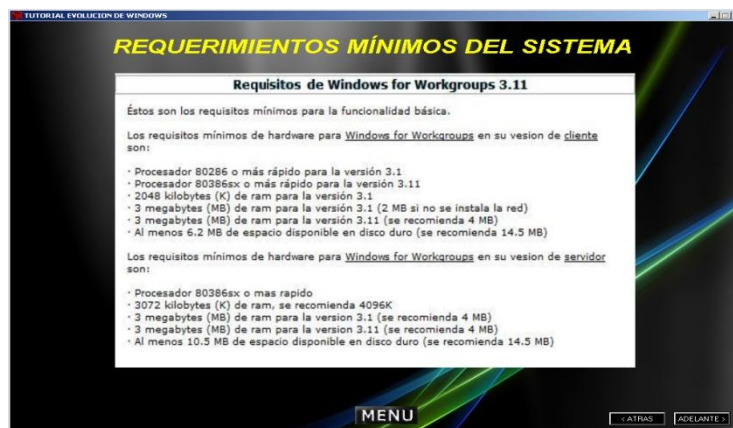 TUTORIAL EVOLUCION DE WINDOWS
REQUERIMIENTOS MÍNIMOS DEL SISTEMA
Requisitos de Windows for Workgroups 3.11
Éstos son los requisitos mínimos para la funcionalidad básica.
Los requisitos mínimos de hardware para Windows for Workgroups en su vesion de cliente
son:
· Procesador 80286 o más rápido para la versión 3.1
· Procesador 80386sx o más rápido para la versión 3.11
· 2048 kilobytes (K) de ram para la versión 3.1
· 3 megabytes (MB) de ram para la versión 3.1 (2 MB si no se instala la red)
· 3 megabytes (MB) de ram para la versión 3.11 (se recomienda 4 MB)
· Al menos 6.2 MB de espacio disponible en disco duro (se recomienda 14.5 MB)
Los requisitos mínimos de hardware para Windows for Workgroups en su vesion de servidor
son:
· Procesador 80386sx o mas rapido
· 3072 kilobytes (K) de ram, se recomienda 4096K
· 3 megabytes (MB) de ram para la version 3.1 (se recomienda 4 MB)
· 3 megabytes (MB) de ram para la version 3.11 (se recomienda 4 MB)
· Al menos 10.5 MB de espacio disponible en disco duro (se recomienda 14.5 MB)
MENU
< ATRAS
ADELANTE >